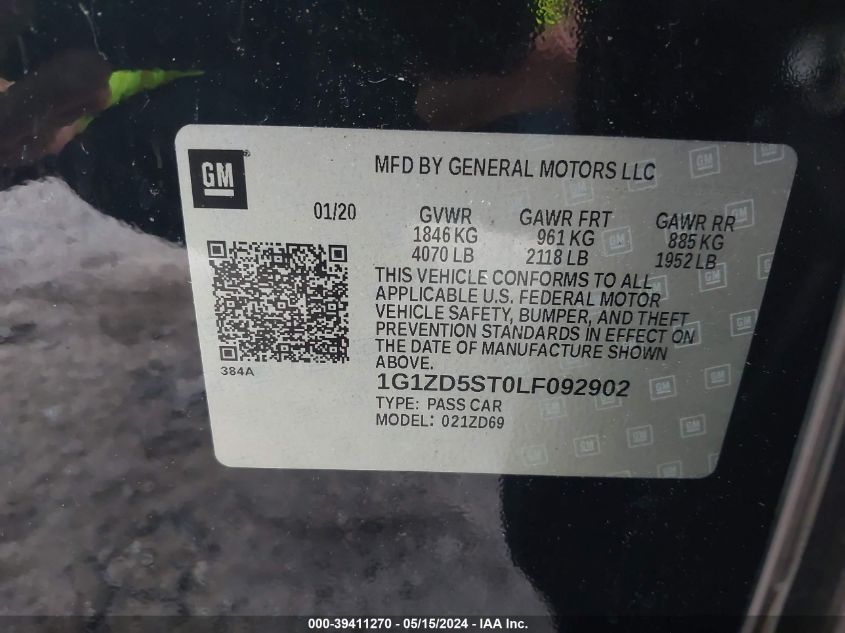 GM
MFD BY GENERAL MOTORS LLC
01/20
GVWR GAWR FRT GAWR RR
1846 KG 961 KG 885 KG
4070 LB 2118 LB 1952 LB
THIS VEHICLE CONFORMS TO ALL
APPLICABLE U.S. FEDERAL MOTOR
VEHICLE SAFETY, BUMPER, AND THEFT
PREVENTION STANDARDS IN EFFECT ON
THE DATE OF MANUFACTURE SHOWN
ABOVE.
384A
1G1ZD5ST0LF092902
TYPE: PASS CAR
MODEL: 021ZD69
000-39411270 - 05/15/2024 - IAA Inc.